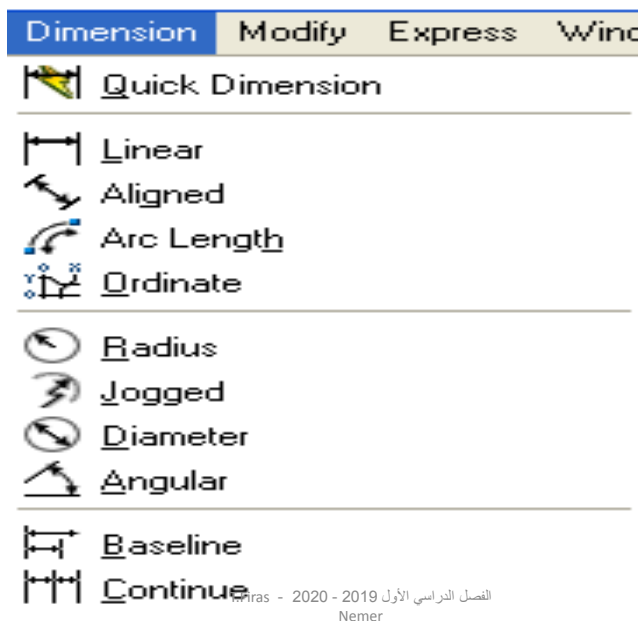 Dimension Modify Express Wind
Quick Dimension
Linear
Aligned
Arc Length
Ordinate
Radius
Jogged
Diameter
Angular
Baseline
Continue
الفصل الدراسي الأول 2019 - 2020 - Firas
Nemer